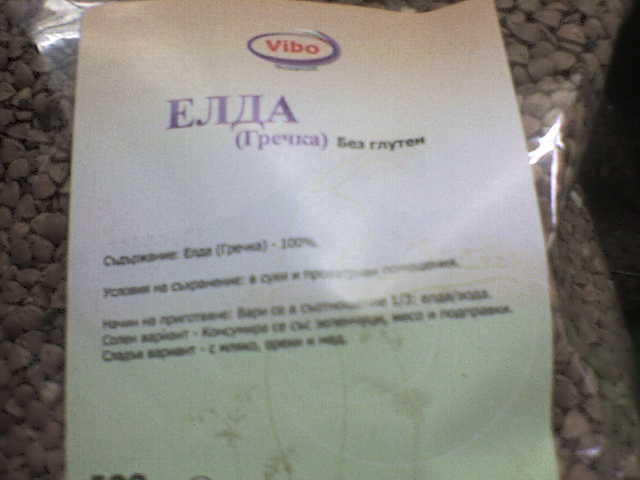 Vibo
ЕЛДА
(Гречка) Без глутен
Съдържание: Елда (Гречка) - 100%.
Условия на съхранение: в сухи и проветриви помещения.
Начин на приготвяне: Вари се в съотношение 1/3: елда/вода.
Солен вариант - Консумира се със зеленчуци, месо и подправки.
Сладък вариант - с мляко, орехи и мед.